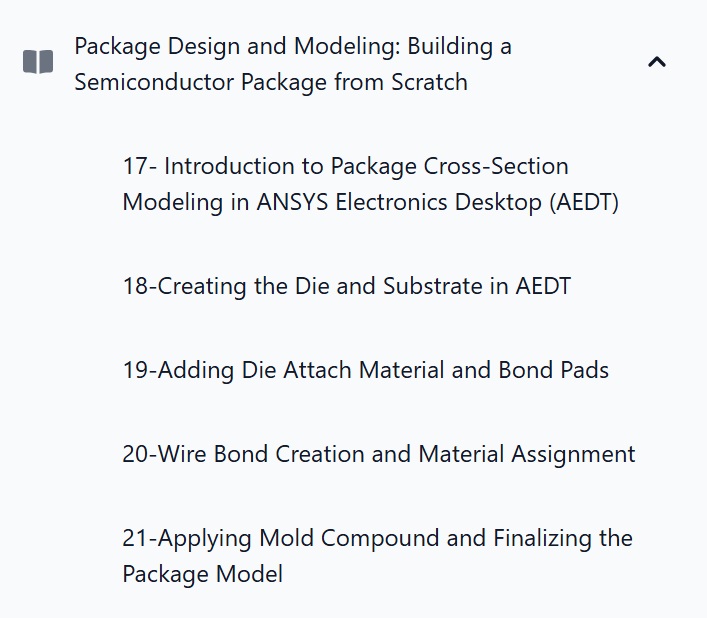 Package Design and Modeling: Building a
Semiconductor Package from Scratch
17- Introduction to Package Cross-Section
Modeling in ANSYS Electronics Desktop (AEDT)
18-Creating the Die and Substrate in AEDT
19-Adding Die Attach Material and Bond Pads
20-Wire Bond Creation and Material Assignment
21-Applying Mold Compound and Finalizing the
Package Model